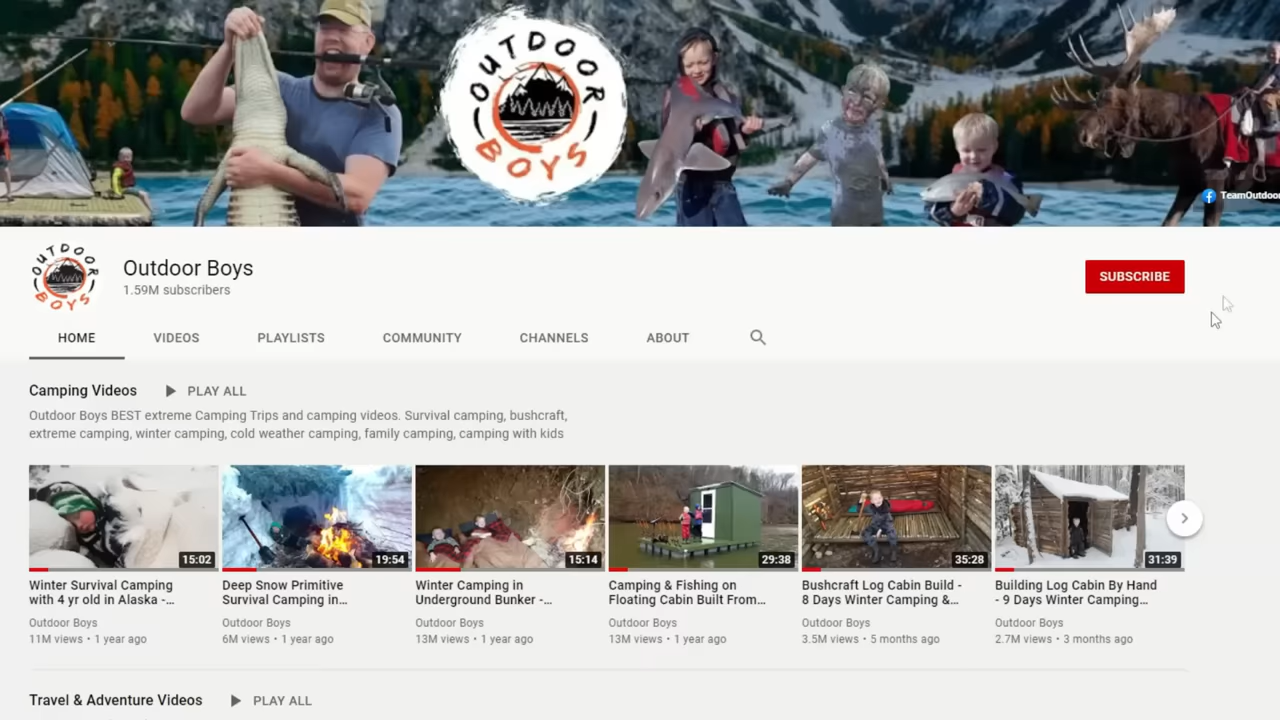 OUTDOOR
BOYS
TeamOutdoor
OUTDOOR
BOYS
Outdoor Boys
1.59M subscribers
SUBSCRIBE
HOME
VIDEOS
PLAYLISTS
COMMUNITY
CHANNELS
ABOUT
Camping Videos
PLAY ALL
Outdoor Boys BEST extreme Camping Trips and camping videos. Survival camping, bushcraft,
extreme camping, winter camping, cold weather camping, family camping, camping with kids
15:02
Winter Survival Camping
with 4 yr old in Alaska -...
Outdoor Boys
11M views • 1 year ago
19:54
Deep Snow Primitive
Survival Camping in...
Outdoor Boys
6M views • 1 year ago
15:14
Winter Camping in
Underground Bunker -...
Outdoor Boys
13M views • 1 year ago
29:38
Camping & Fishing on
Floating Cabin Built From...
Outdoor Boys
13M views • 1 year ago
35:28
Bushcraft Log Cabin Build -
8 Days Winter Camping &...
Outdoor Boys
3.5M views • 5 months ago
31:39
Building Log Cabin By Hand
- 9 Days Winter Camping...
Outdoor Boys
2.7M views • 3 months ago
Travel & Adventure Videos
PLAY ALL